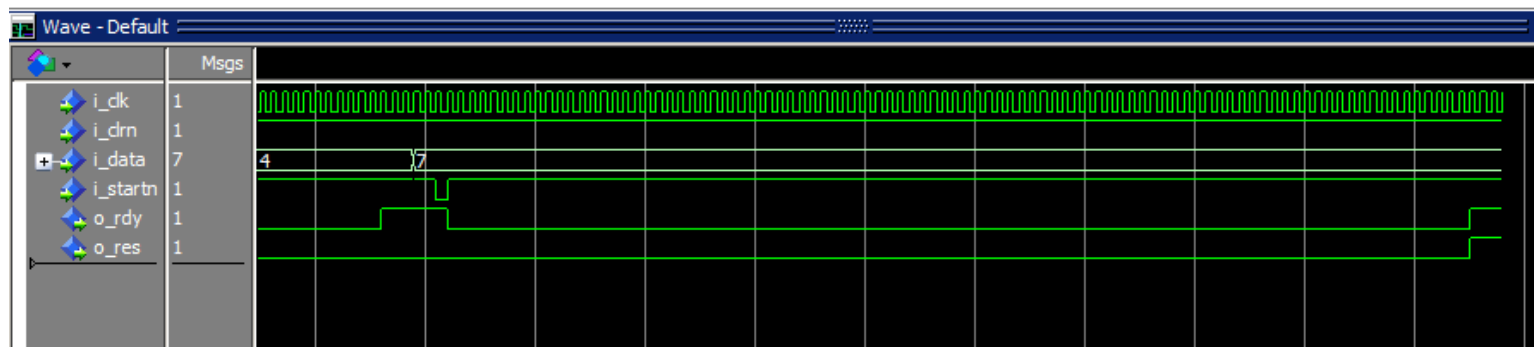 Wave - Default
Msgs
i_clk 1
i_clrn 1
i_data 7 4 7
i_startn 1
o_rdy 1
o_res 1